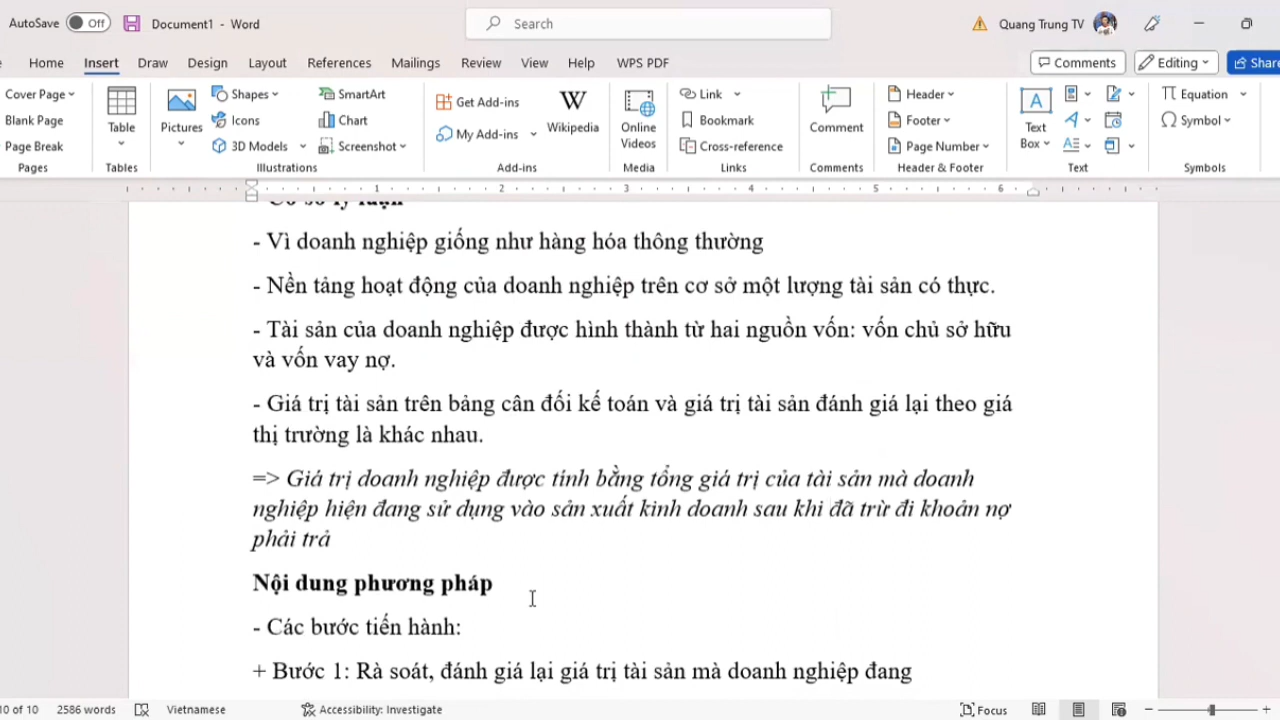 AutoSave Off Document1 - Word Search Quang Trung TV
Home Insert Draw Design Layout References Mailings Review View Help WPS PDF Comments Editing Share
Cover Page
Blank Page
Page Break
Pages
Table
Tables
Pictures
Shapes
Icons
3D Models
SmartArt
Chart
Screenshot
Illustrations
Get Add-ins
My Add-ins
Wikipedia
Add-ins
Online
Videos
Media
Link
Bookmark
Cross-reference
Links
Comment
Comments
Header
Footer
Page Number
Header & Footer
Text
Box
Text
Equation
Symbol
Symbols
1 2 3 4 5 6
Cơ sở lý luận
- Vì doanh nghiệp giống như hàng hóa thông thường
- Nền tảng hoạt động của doanh nghiệp trên cơ sở một lượng tài sản có thực.
- Tài sản của doanh nghiệp được hình thành từ hai nguồn vốn: vốn chủ sở hữu
và vốn vay nợ.
- Giá trị tài sản trên bảng cân đối kế toán và giá trị tài sản đánh giá lại theo giá
thị trường là khác nhau.
=> Giá trị doanh nghiệp được tính bằng tổng giá trị của tài sản mà doanh
nghiệp hiện đang sử dụng vào sản xuất kinh doanh sau khi đã trừ đi khoản nợ
phải trả
Nội dung phương pháp
- Các bước tiến hành:
+ Bước 1: Rà soát, đánh giá lại giá trị tài sản mà doanh nghiệp đang
10 of 10 2586 words Vietnamese Accessibility: Investigate Focus